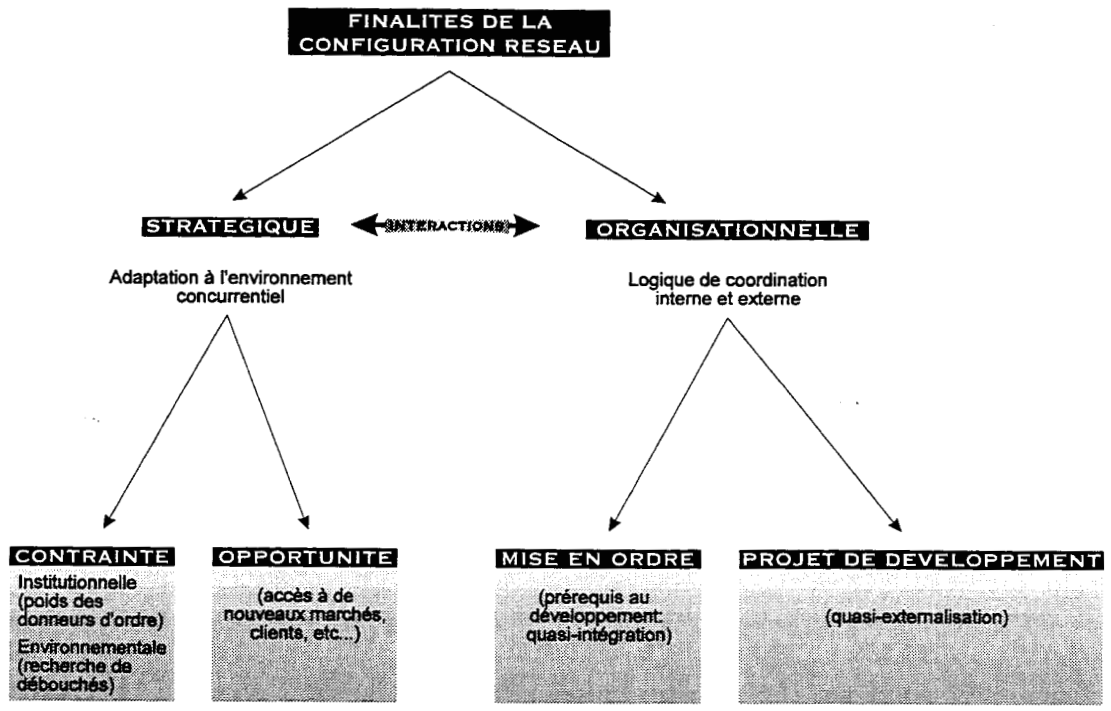 FINALITES DE LA
CONFIGURATION RESEAU
STRATEGIQUE
INTERACTIONS
ORGANISATIONNELLE
Adaptation à l'environnement
concurrentiel
Logique de coordination
interne et externe
CONTRAINTE
Institutionnelle
(poids des
donneurs d'ordre)
Environnementale
(recherche de
débouchés)
OPPORTUNITE
(accès à de
nouveaux marchés,
clients, etc...)
MISE EN ORDRE
(prérequis au
développement:
quasi-intégration)
PROJET DE DEVELOPPEMENT
(quasi-externalisation)